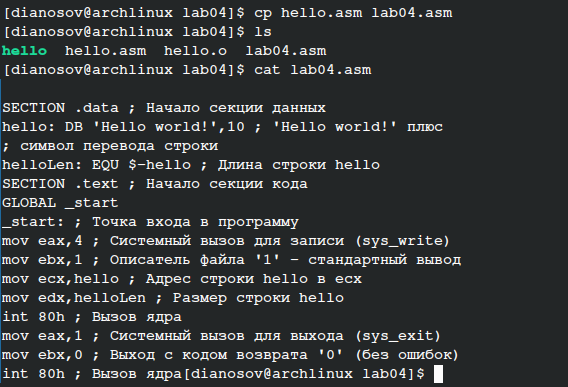 [dianosov@archlinux lab04]$ cp hello.asm lab04.asm
[dianosov@archlinux lab04]$ ls
hello  hello.asm  hello.o  lab04.asm
[dianosov@archlinux lab04]$ cat lab04.asm

SECTION .data ; Начало секции данных
hello: DB 'Hello world!',10 ; 'Hello world!' плюс
; символ перевода строки
helloLen: EQU $-hello ; Длина строки hello
SECTION .text ; Начало секции кода
GLOBAL _start
_start: ; Точка входа в программу
mov eax,4 ; Системный вызов для записи (sys_write)
mov ebx,1 ; Описатель файла '1' - стандартный вывод
mov ecx,hello ; Адрес строки hello в ecx
mov edx,helloLen ; Размер строки hello
int 80h ; Вызов ядра
mov eax,1 ; Системный вызов для выхода (sys_exit)
mov ebx,0 ; Выход с кодом возврата '0' (без ошибок)
int 80h ; Вызов ядра[dianosov@archlinux lab04]$